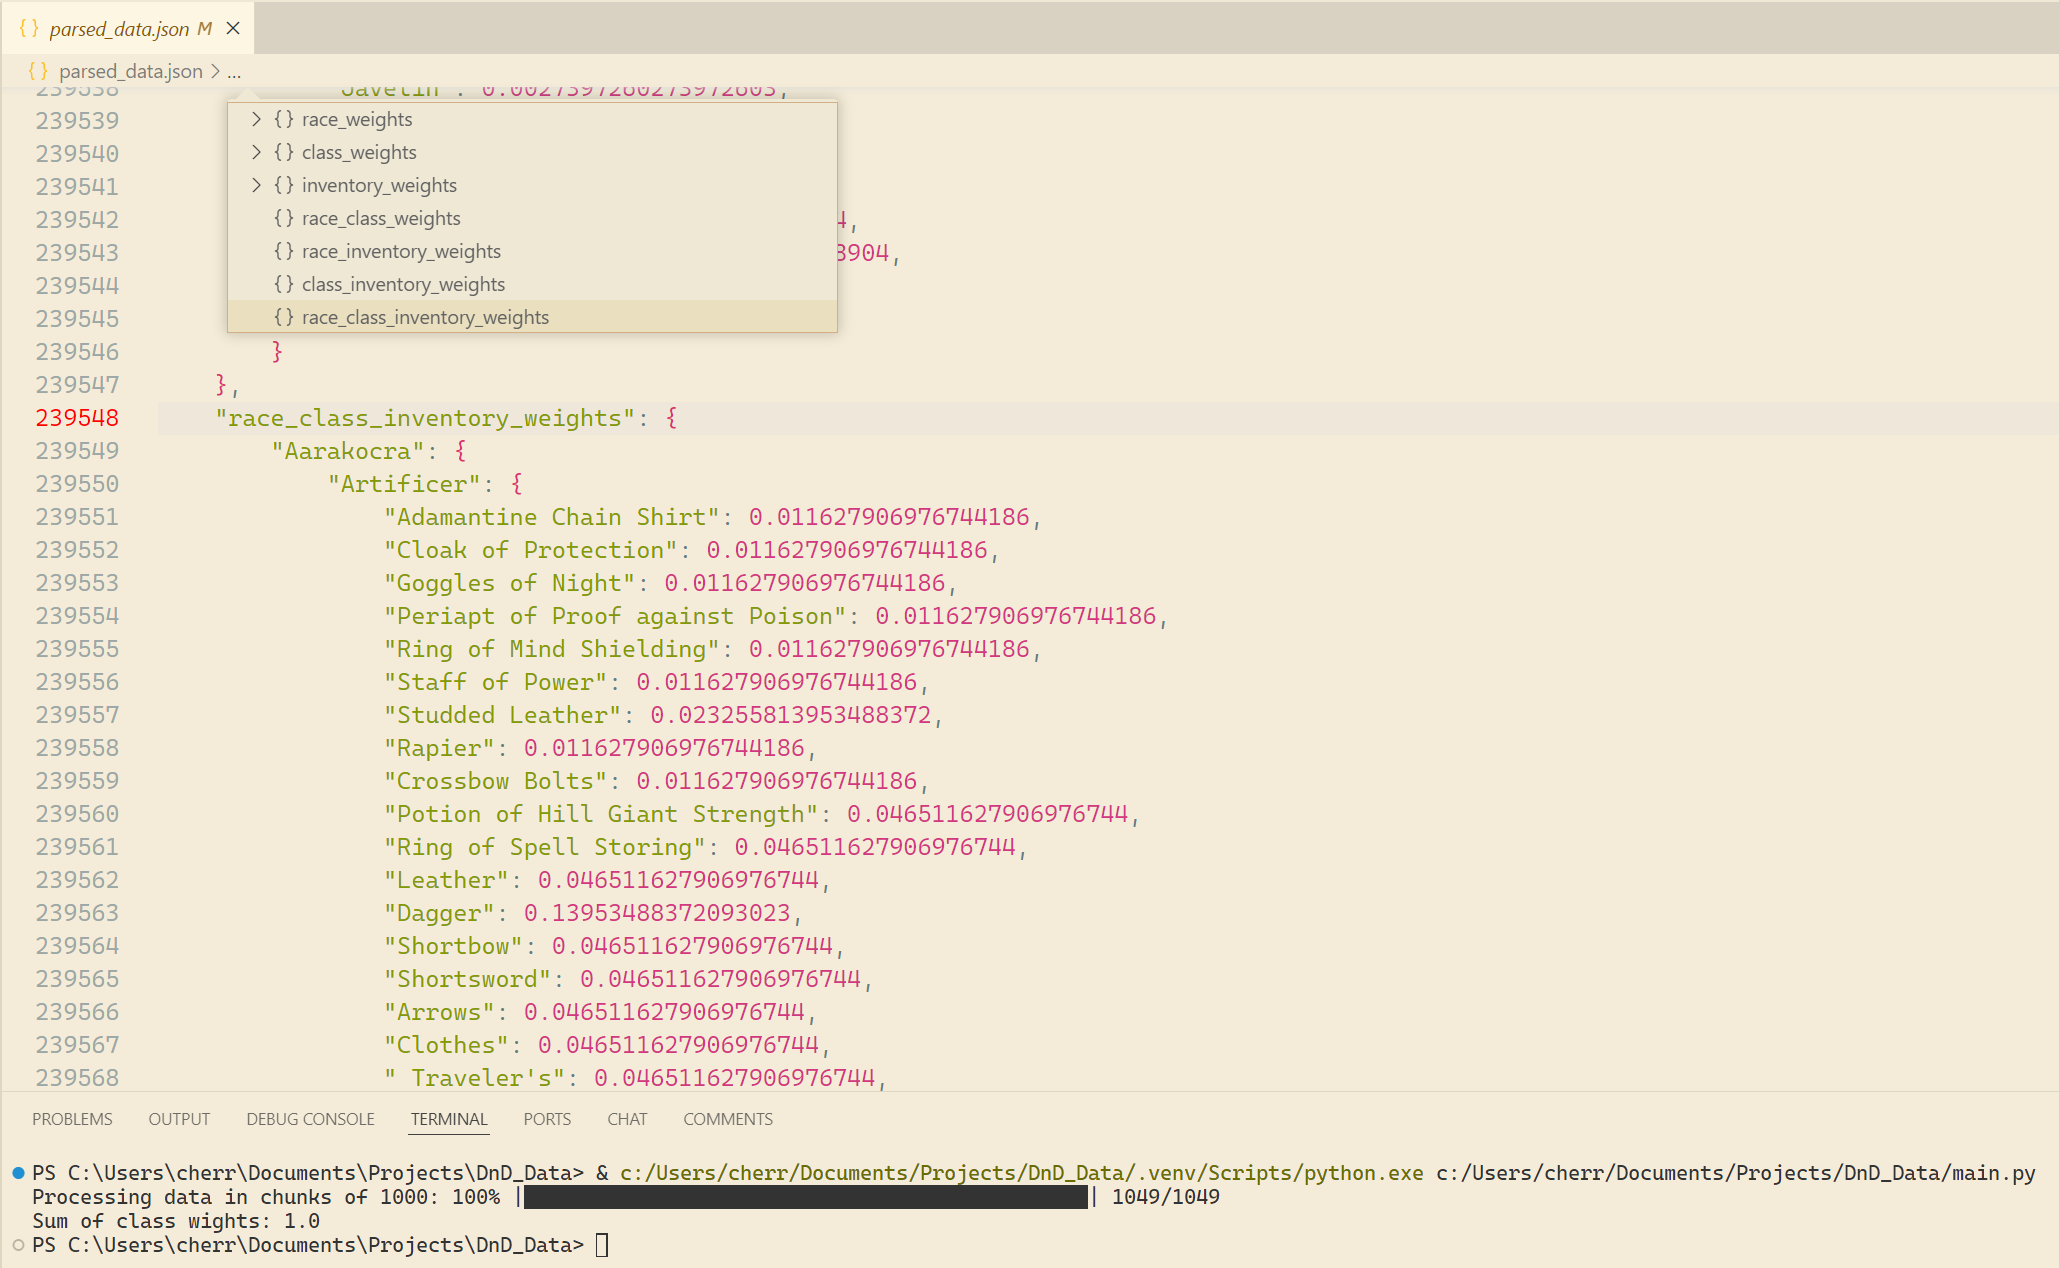 { } parsed_data.json M ×
{ } parsed_data.json > ...
239538 "Javelin": 0.0027397260273972603,
239539
239540
239541
239542 4,
239543 3904,
239544
239545
> {} race_weights
> {} class_weights
> {} inventory_weights
{} race_class_weights
{} race_inventory_weights
{} class_inventory_weights
{} race_class_inventory_weights
239546 }
239547 },
239548 "race_class_inventory_weights": {
239549 "Aarakocra": {
239550 "Artificer": {
239551 "Adamantine Chain Shirt": 0.011627906976744186,
239552 "Cloak of Protection": 0.011627906976744186,
239553 "Goggles of Night": 0.011627906976744186,
239554 "Periapt of Proof against Poison": 0.011627906976744186,
239555 "Ring of Mind Shielding": 0.011627906976744186,
239556 "Staff of Power": 0.011627906976744186,
239557 "Studded Leather": 0.023255813953488372,
239558 "Rapier": 0.011627906976744186,
239559 "Crossbow Bolts": 0.011627906976744186,
239560 "Potion of Hill Giant Strength": 0.046511627906976744,
239561 "Ring of Spell Storing": 0.046511627906976744,
239562 "Leather": 0.046511627906976744,
239563 "Dagger": 0.13953488372093023,
239564 "Shortbow": 0.046511627906976744,
239565 "Shortsword": 0.046511627906976744,
239566 "Arrows": 0.046511627906976744,
239567 "Clothes": 0.046511627906976744,
239568 " Traveler's": 0.046511627906976744,
PROBLEMS OUTPUT DEBUG CONSOLE TERMINAL PORTS CHAT COMMENTS
PS C:\Users\cherr\Documents\Projects\DnD_Data> & c:/Users/cherr/Documents/Projects/DnD_Data/.venv/Scripts/python.exe c:/Users/cherr/Documents/Projects/DnD_Data/main.py
Processing data in chunks of 1000: 100% || 1049/1049
Sum of class wights: 1.0
PS C:\Users\cherr\Documents\Projects\DnD_Data>